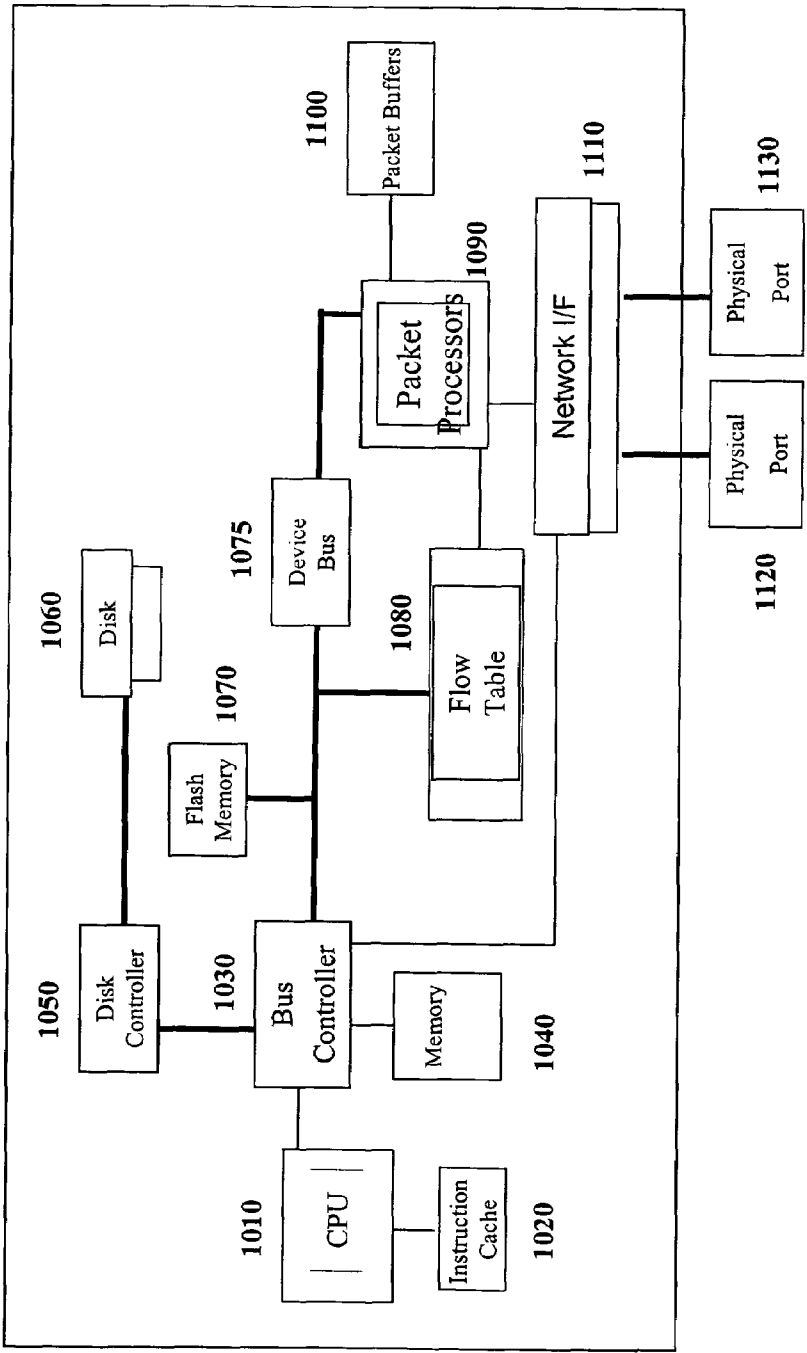 1050
Disk
Controller
1060
Disk
1030
Bus
Controller
1070
Flash
Memory
1075
Device
Bus
1100
Packet Buffers
1010
CPU
1080
Flow
Table
1090
Packet
Processors
Instruction
Cache
1020
Memory
1040
Network I/F
1110
1120
Physical
Port
Physical
Port
1130